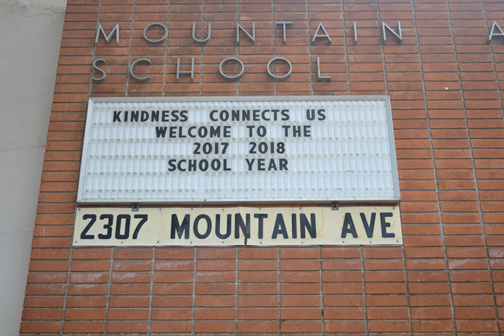 MOUNTAIN A
SCHOOL
KINDNESS CONNECTS US
WELCOME TO THE
2017 2018
SCHOOL YEAR
2307 MOUNTAIN AVE